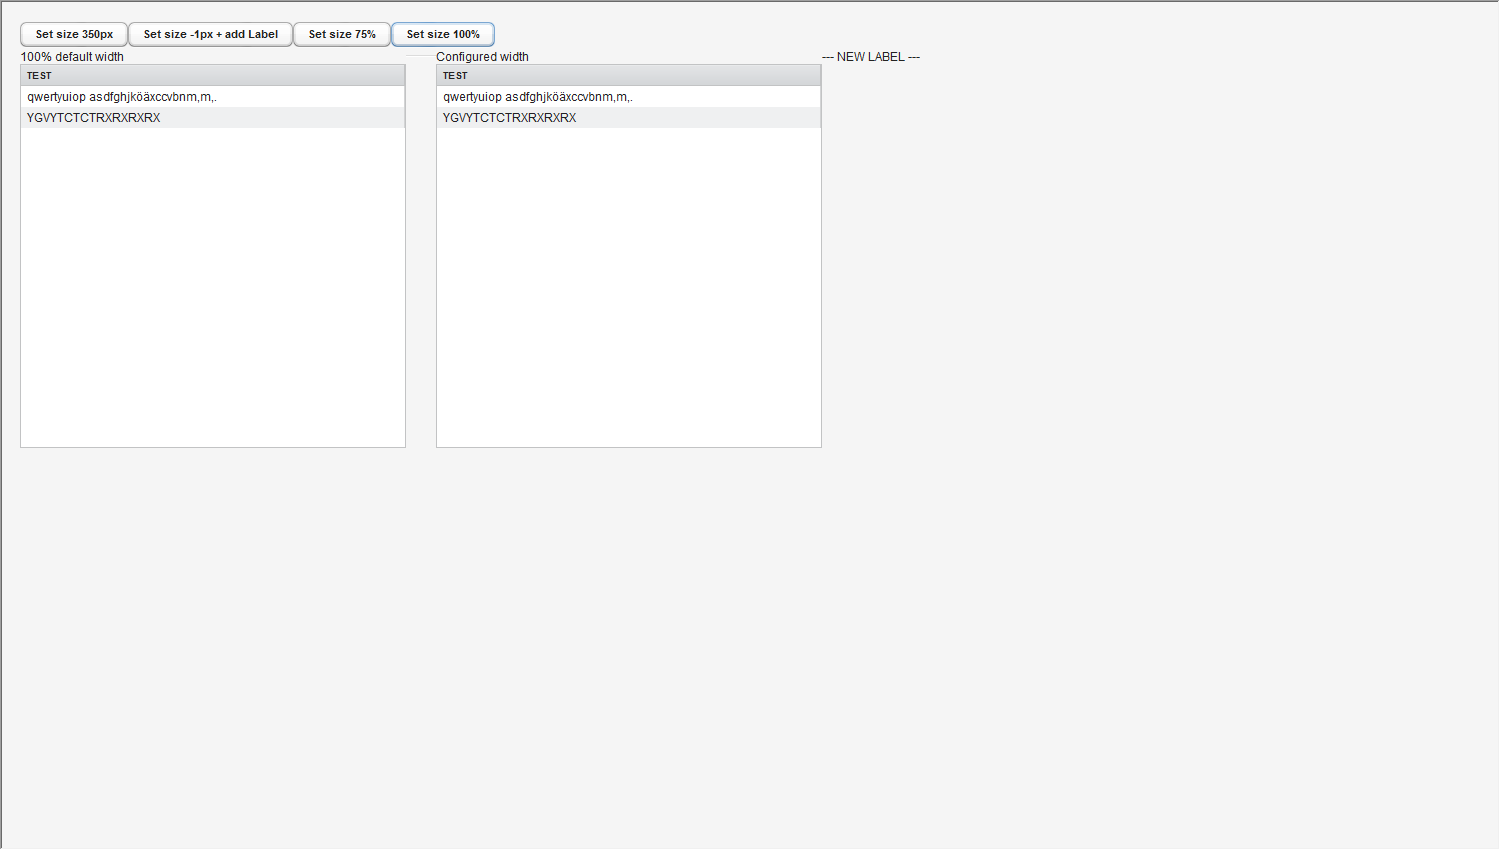 Set size 350px Set size -1px + add Label Set size 75% Set size 100%
100% default width Configured width --- NEW LABEL ---
TEST TEST
qwertyuiop asdfghjköäxccvbnm,m,. qwertyuiop asdfghjköäxccvbnm,m,.
YGVYTCTCTRXRXRXRX YGVYTCTCTRXRXRXRX